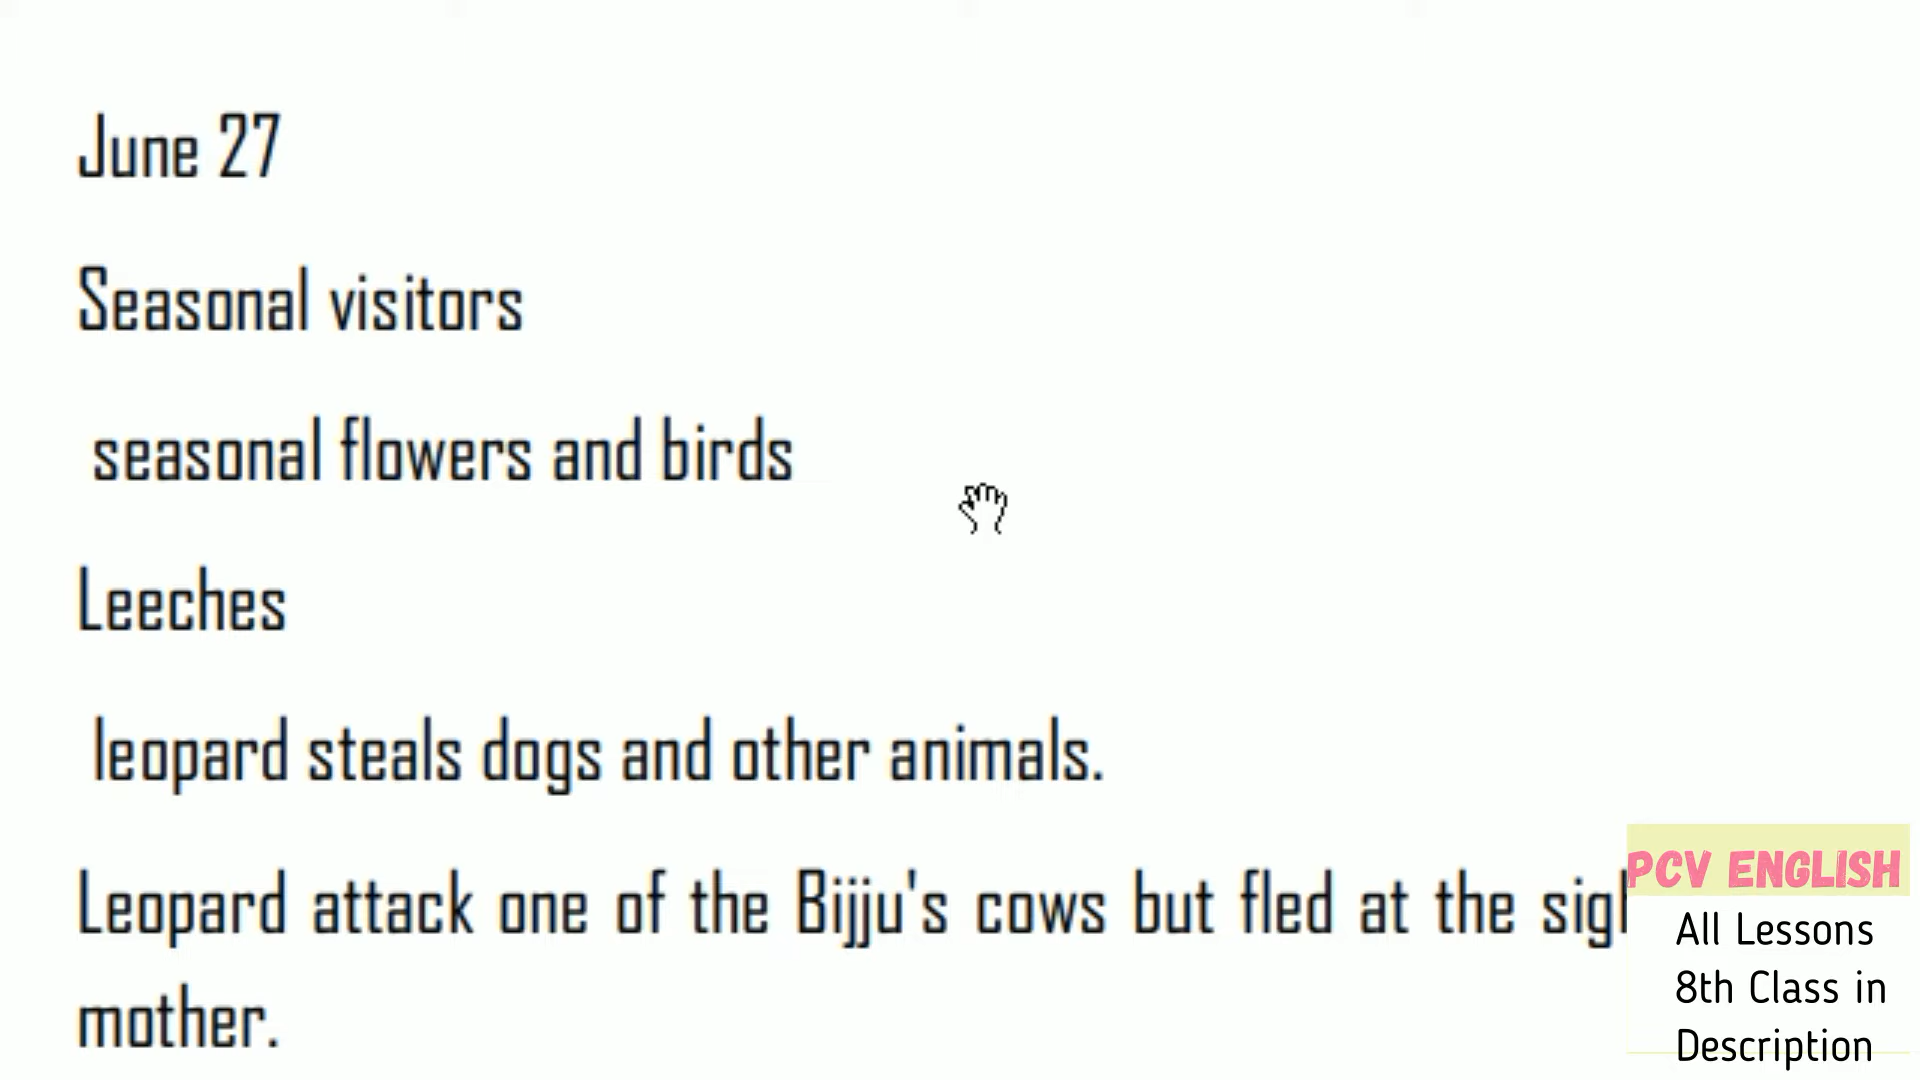 June 27
Seasonal visitors
seasonal flowers and birds
Leeches
leopard steals dogs and other animals.
Leopard attack one of the Bijju's cows but fled at the
mother.
PCV ENGLISH
All Lessons
8th Class in
Description